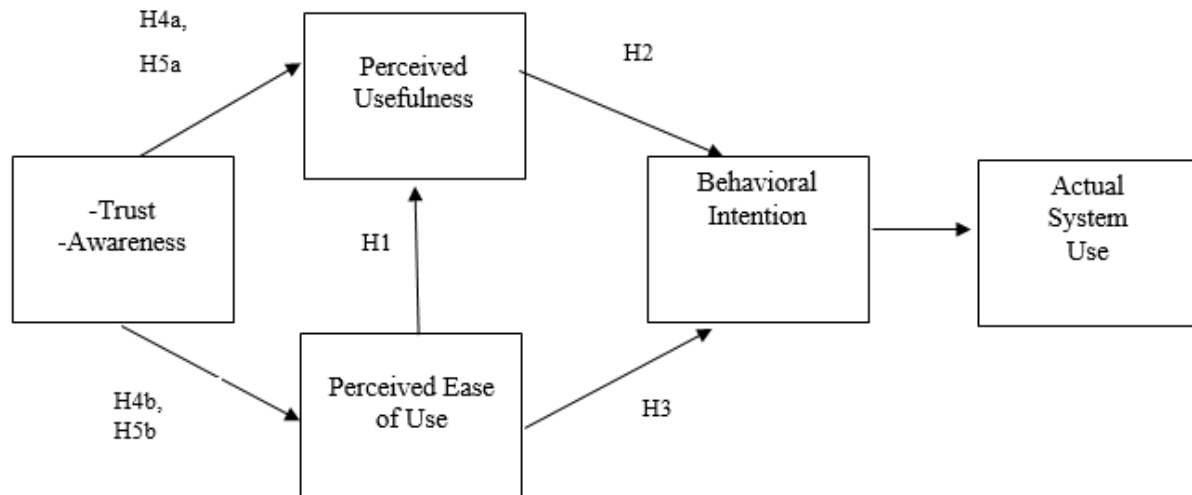 H4a,
H5a
Perceived
Usefulness
H2
-Trust
-Awareness
H1
Behavioral
Intention
Actual
System
Use
Perceived Ease
of Use
H4b,
H5b
H3